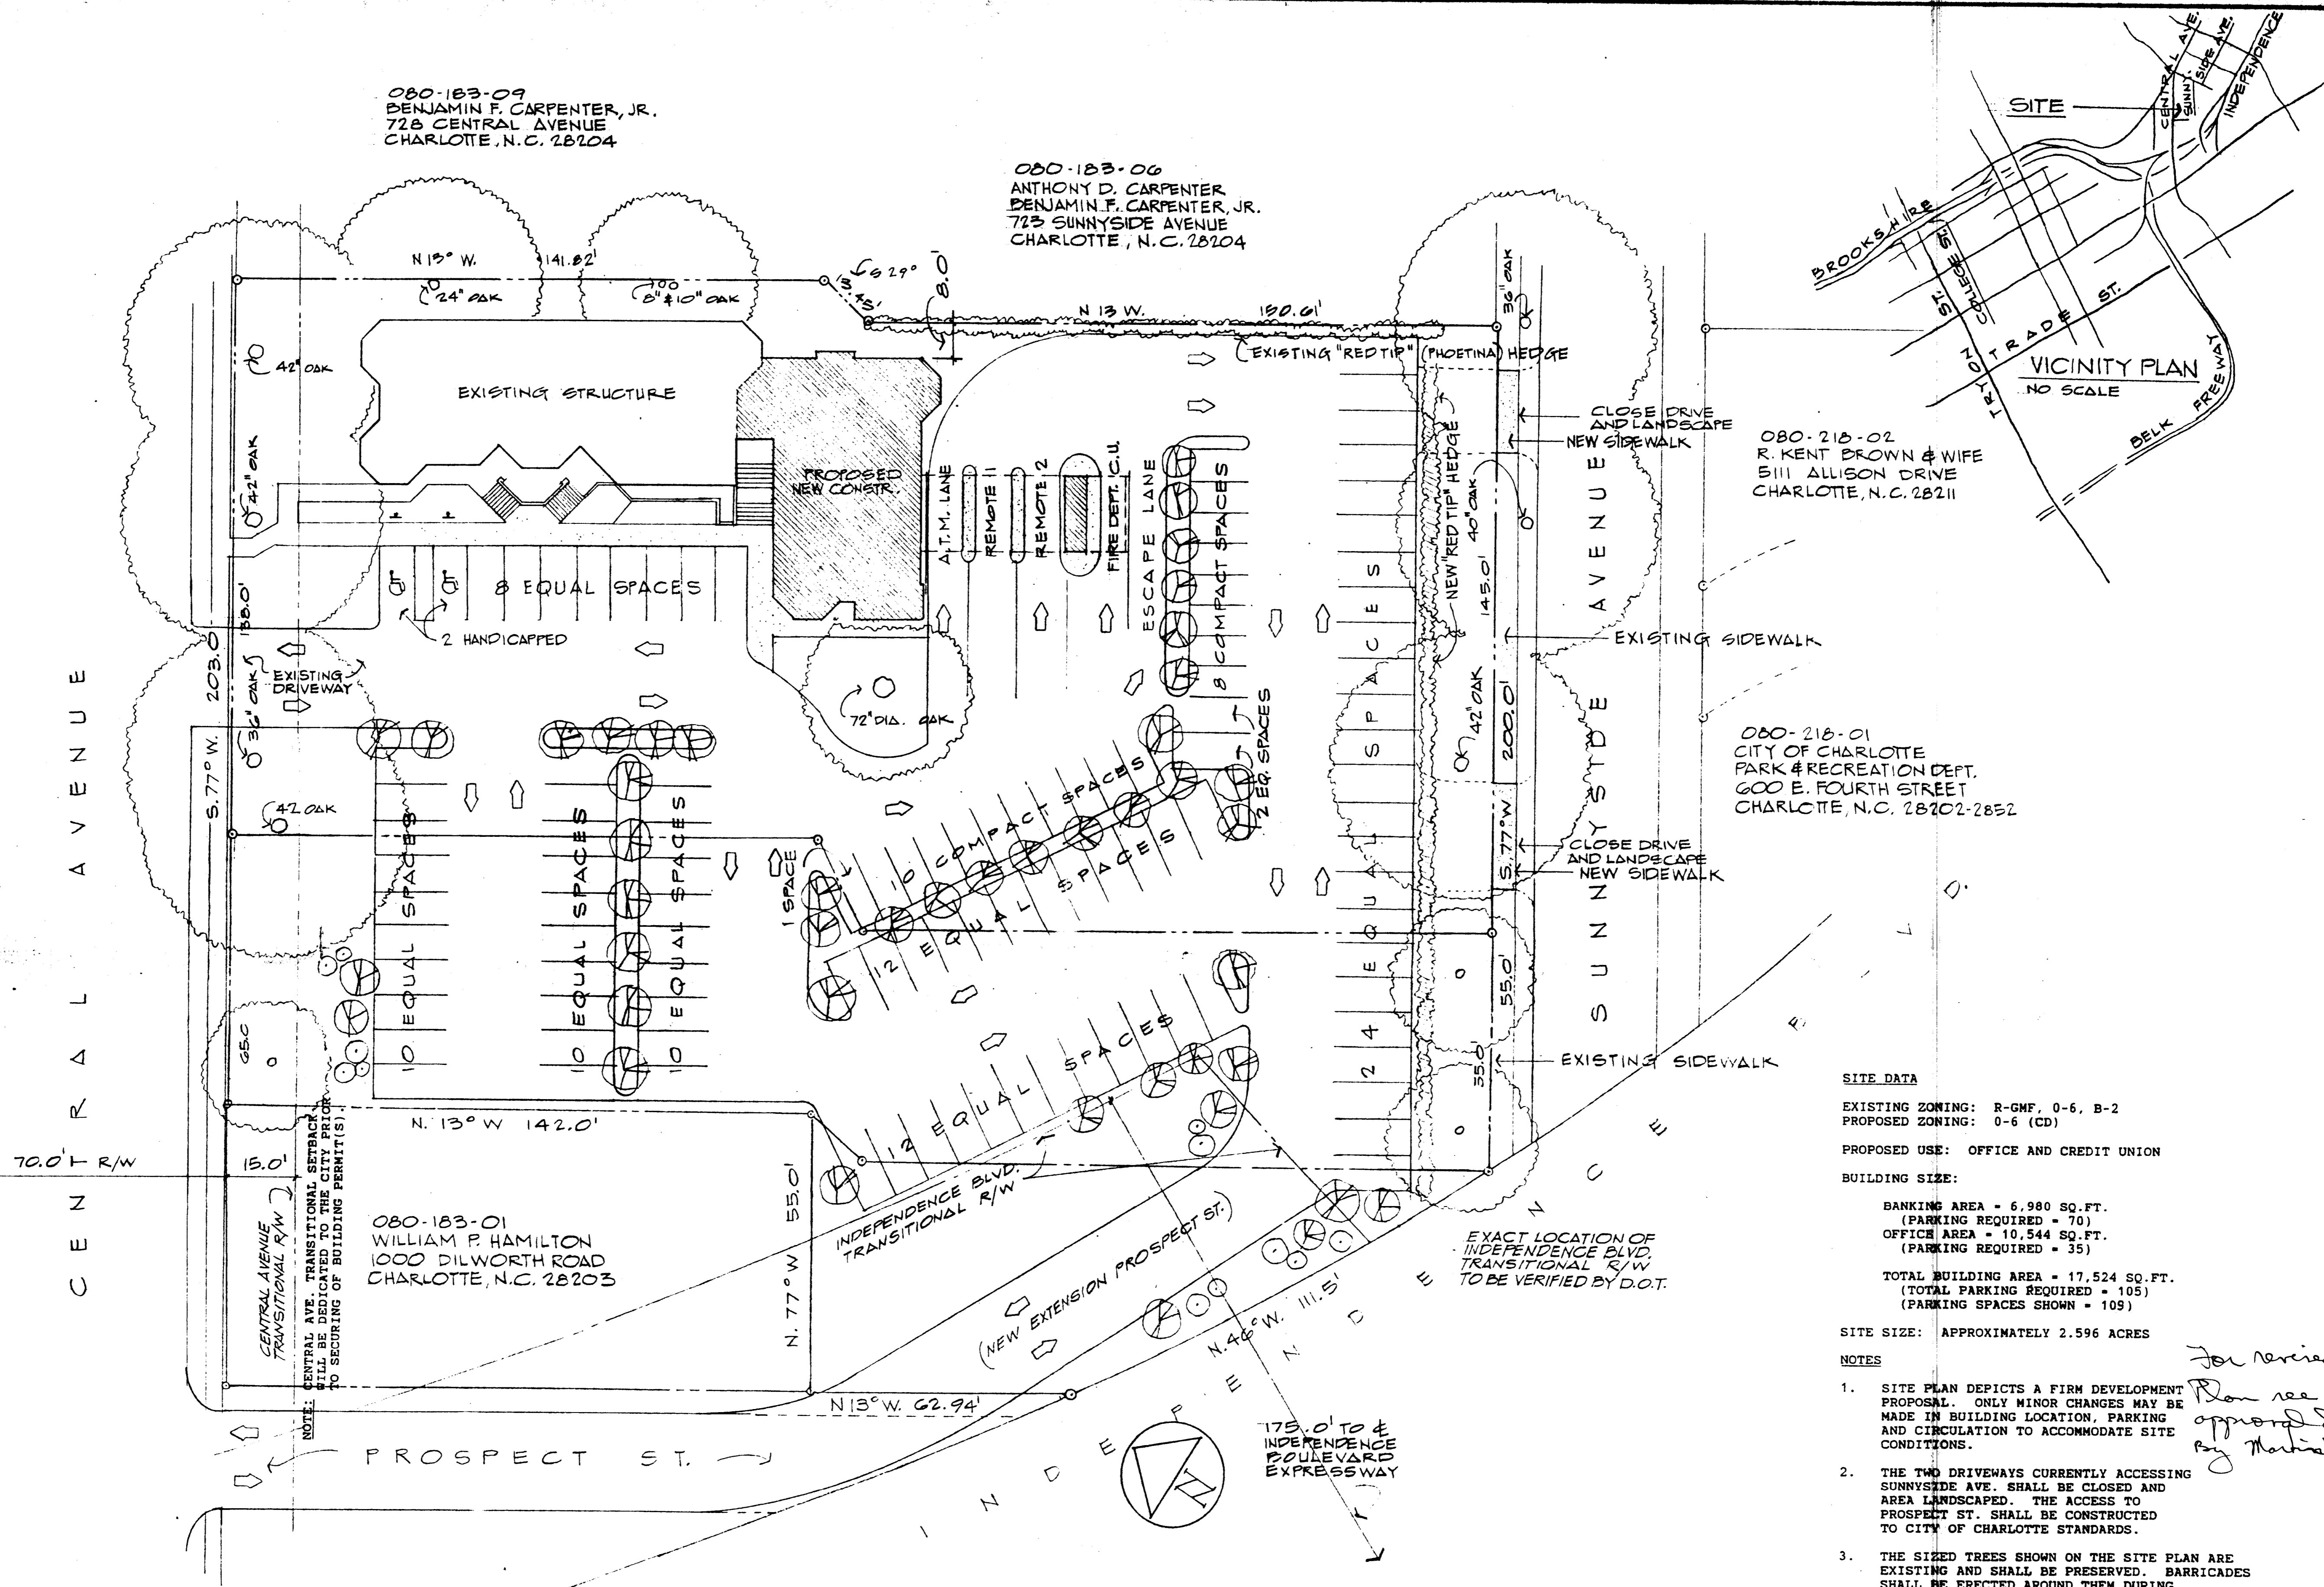 080-183-09
BENJAMIN F. CARPENTER, JR.
728 CENTRAL AVENUE
CHARLOTTE, N.C. 28204
080-183-06
ANTHONY D. CARPENTER
BENJAMIN F. CARPENTER, JR.
723 SUNNYSIDE AVENUE
CHARLOTTE, N.C. 28204
SITE
CENTRAL AVE.
SUNNY-
SIDE AVE.
INDEPENDENCE
BROOKSHIRE
TRYON ST.
COLLEGE ST.
TRADE ST.
BELK FREEWAY
VICINITY PLAN
NO SCALE
N 13° W. 141.82'
24" OAK
8" & 10" OAK
S 29°
13.45'
8.0'
N 13 W. 150.61'
36" OAK
EXISTING "RED TIP" (PHOETINA) HEDGE
42" OAK
EXISTING STRUCTURE
42" OAK
PROPOSED
NEW CONSTR.
A.T.M. LANE
REMOTE 1
REMOTE 2
FIRE DEPT. C.U.
ESCAPE LANE
8 COMPACT SPACES
NEW "RED TIP" HEDGE
40" OAK
145.0'
CLOSE DRIVE
AND LANDSCAPE
NEW SIDEWALK
080-218-02
R. KENT BROWN & WIFE
5111 ALLISON DRIVE
CHARLOTTE, N.C. 28211
8 EQUAL SPACES
2 HANDICAPPED
138.0'
S.77°W. 203.0'
36" OAK
EXISTING
DRIVEWAY
72" DIA. OAK
EXISTING SIDEWALK
42" OAK
200.0'
S.77°W
2 EQ. SPACES
24 EQUAL SPACES
SUNNYSIDE AVENUE
080-218-01
CITY OF CHARLOTTE
PARK & RECREATION DEPT.
600 E. FOURTH STREET
CHARLOTTE, N.C. 28202-2852
CENTRAL AVENUE
42 OAK
10 EQUAL SPACES
10 EQUAL SPACES
10 EQUAL SPACES
1 SPACE
10 COMPACT SPACES
12 EQUAL SPACES
CLOSE DRIVE
AND LANDSCAPE
NEW SIDEWALK
55.0'
35.0'
65.0
12 EQUAL SPACES
EXISTING SIDEWALK
N. 13° W 142.0'
70.0' R/W
15.0'
CENTRAL AVENUE
TRANSITIONAL R/W
NOTE: CENTRAL AVE. TRANSITIONAL SETBACK
WILL BE DEDICATED TO THE CITY PRIOR
TO SECURING OF BUILDING PERMIT(S).
080-183-01
WILLIAM P. HAMILTON
1000 DILWORTH ROAD
CHARLOTTE, N.C. 28203
N. 77° W 55.0'
INDEPENDENCE BLVD.
TRANSITIONAL R/W
(NEW EXTENSION PROSPECT ST.)
EXACT LOCATION OF
INDEPENDENCE BLVD.
TRANSITIONAL R/W
TO BE VERIFIED BY D.O.T.
N.46°W. 111.5'
N 13° W. 62.94'
PROSPECT ST.
N
175.0' TO ℄
INDEPENDENCE
BOULEVARD
EXPRESSWAY
INDEPENDENCE BLVD.
SITE DATA
EXISTING ZONING: R-GMF, O-6, B-2
PROPOSED ZONING: O-6 (CD)
PROPOSED USE: OFFICE AND CREDIT UNION
BUILDING SIZE:
BANKING AREA = 6,980 SQ.FT.
(PARKING REQUIRED = 70)
OFFICE AREA = 10,544 SQ.FT.
(PARKING REQUIRED = 35)
TOTAL BUILDING AREA = 17,524 SQ.FT.
(TOTAL PARKING REQUIRED = 105)
(PARKING SPACES SHOWN = 109)
SITE SIZE: APPROXIMATELY 2.596 ACRES
NOTES
1. SITE PLAN DEPICTS A FIRM DEVELOPMENT
PROPOSAL. ONLY MINOR CHANGES MAY BE
MADE IN BUILDING LOCATION, PARKING
AND CIRCULATION TO ACCOMMODATE SITE
CONDITIONS.
For
Plan see
approval
By
2. THE TWO DRIVEWAYS CURRENTLY ACCESSING
SUNNYSIDE AVE. SHALL BE CLOSED AND
AREA LANDSCAPED. THE ACCESS TO
PROSPECT ST. SHALL BE CONSTRUCTED
TO CITY OF CHARLOTTE STANDARDS.
3. THE SIZED TREES SHOWN ON THE SITE PLAN ARE
EXISTING AND SHALL BE PRESERVED. BARRICADES
SHALL BE ERECTED AROUND THEM DURING